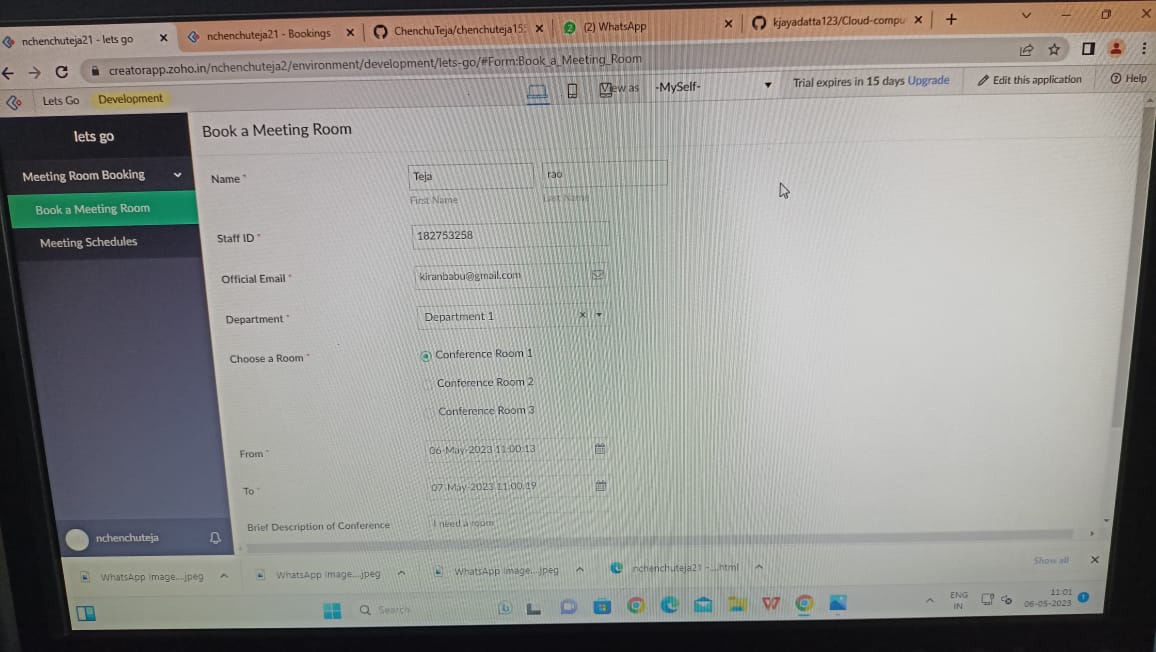 nchenchuteja21 - lets go
nchenchuteja21 - Bookings
ChenchuTeja/chenchuteja15
(2) WhatsApp
kjayadatta123/Cloud-compu
creatorapp.zoho.in/nchenchuteja2/environment/development/lets-go/#Form:Book_a_Meeting_Room
Lets Go Development
View as -MySelf-
Trial expires in 15 days Upgrade
Edit this application
Help
lets go
Meeting Room Booking
Book a Meeting Room
Meeting Schedules
nchenchuteja
Book a Meeting Room
Name *
Teja rao
First Name Last Name
Staff ID *
182753258
Official Email *
kiranbabu@gmail.com
Department *
Department 1
Choose a Room *
Conference Room 1
Conference Room 2
Conference Room 3
From *
06-May-2023 11:00:13
To *
07-May-2023 11:00:19
Brief Description of Conference
I need a room
WhatsApp Image....jpeg
WhatsApp Image....jpeg
WhatsApp Image....jpeg
nchenchuteja21 -....html
Show all
Search
ENG
IN
11:01
06-05-2023